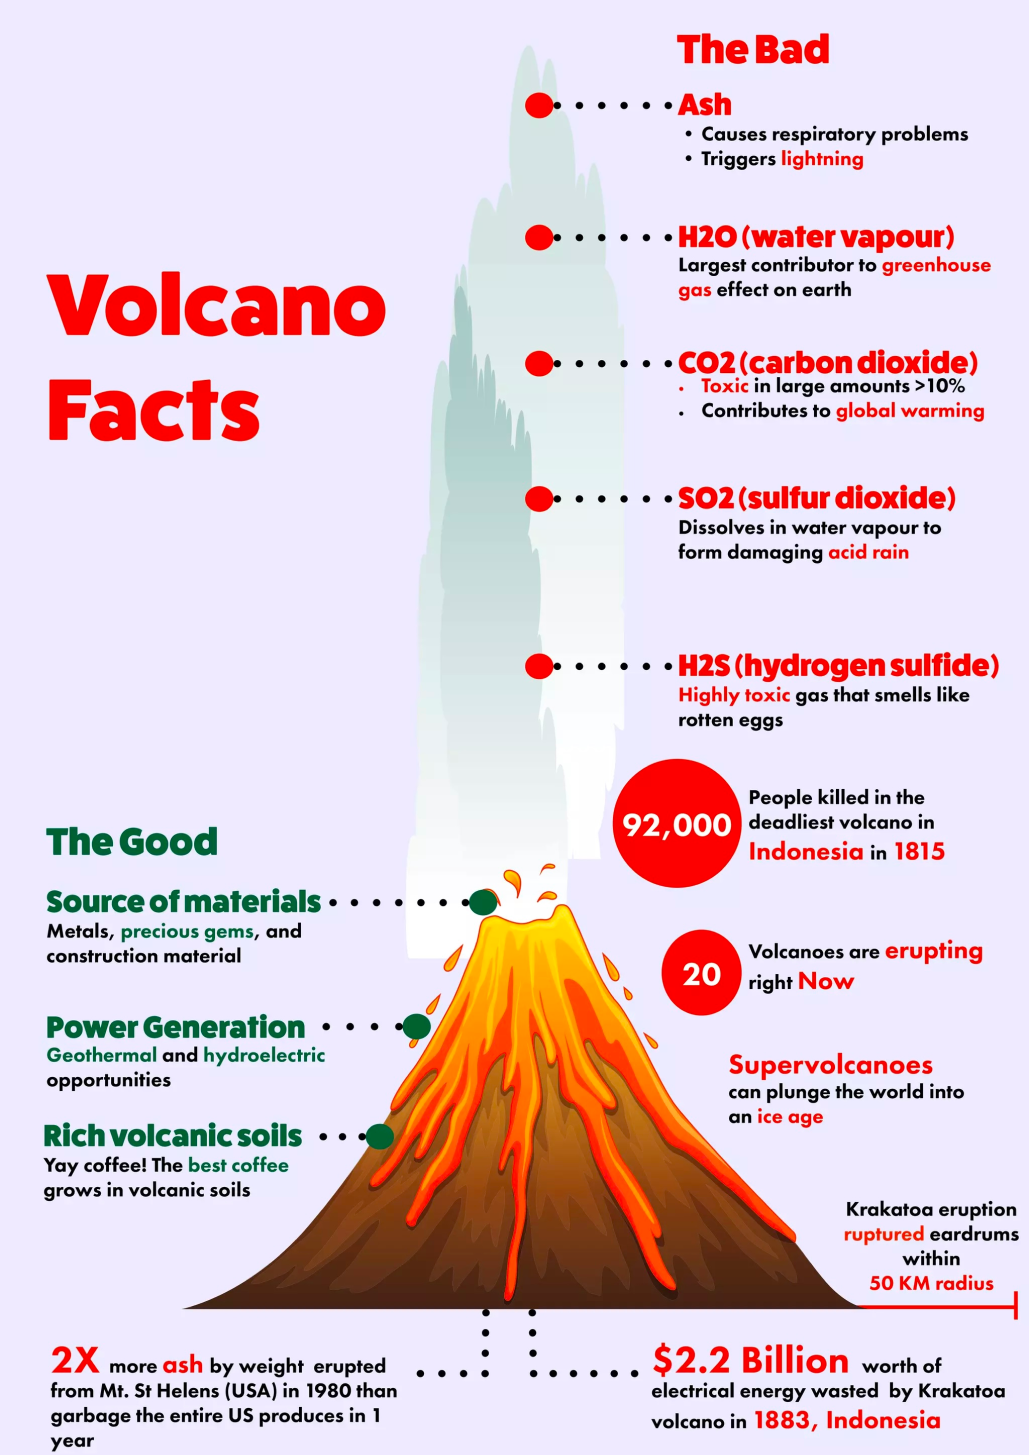 Volcano
Facts
The Bad
Ash
• Causes respiratory problems
• Triggers lightning
H2O (water vapour)
Largest contributor to greenhouse
gas effect on earth
CO2 (carbon dioxide)
• Toxic in large amounts >10%
• Contributes to global warming
SO2 (sulfur dioxide)
Dissolves in water vapour to
form damaging acid rain
H2S (hydrogen sulfide)
Highly toxic gas that smells like
rotten eggs
92,000
People killed in the
deadliest volcano in
Indonesia in 1815
20
Volcanoes are erupting
right Now
Supervolcanoes
can plunge the world into
an ice age
Krakatoa eruption
ruptured eardrums
within
50 KM radius
The Good
Source of materials
Metals, precious gems, and
construction material
Power Generation
Geothermal and hydroelectric
opportunities
Rich volcanic soils
Yay coffee! The best coffee
grows in volcanic soils
2X more ash by weight erupted
from Mt. St Helens (USA) in 1980 than
garbage the entire US produces in 1
year
$2.2 Billion worth of
electrical energy wasted by Krakatoa
volcano in 1883, Indonesia